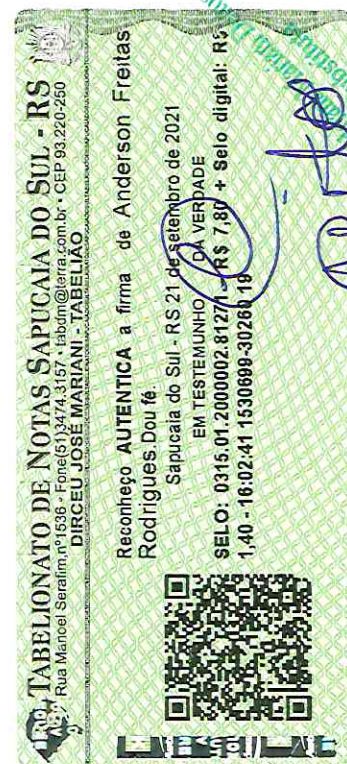 TABELIONATO DE NOTAS SAPUCAIA DO SUL - RS
Rua Manoel Serafim, nº1536 - Fone(51)3474.3157 - tabdm@terra.com.br - CEP 93.220-250
DIRCEU JOSÉ MARIANI - TABELIÃO
Reconheço AUTENTICA a firma de Anderson Freitas
Rodrigues. Dou fé.
Sapucaia do Sul - RS 21 de setembro de 2021
EM TESTEMUNHO DA VERDADE
SELO: 0315.01.2000002.81271 - R$ 7,80 + Selo digital: R$
1,40 - 16:02:41 1530699-30260 19